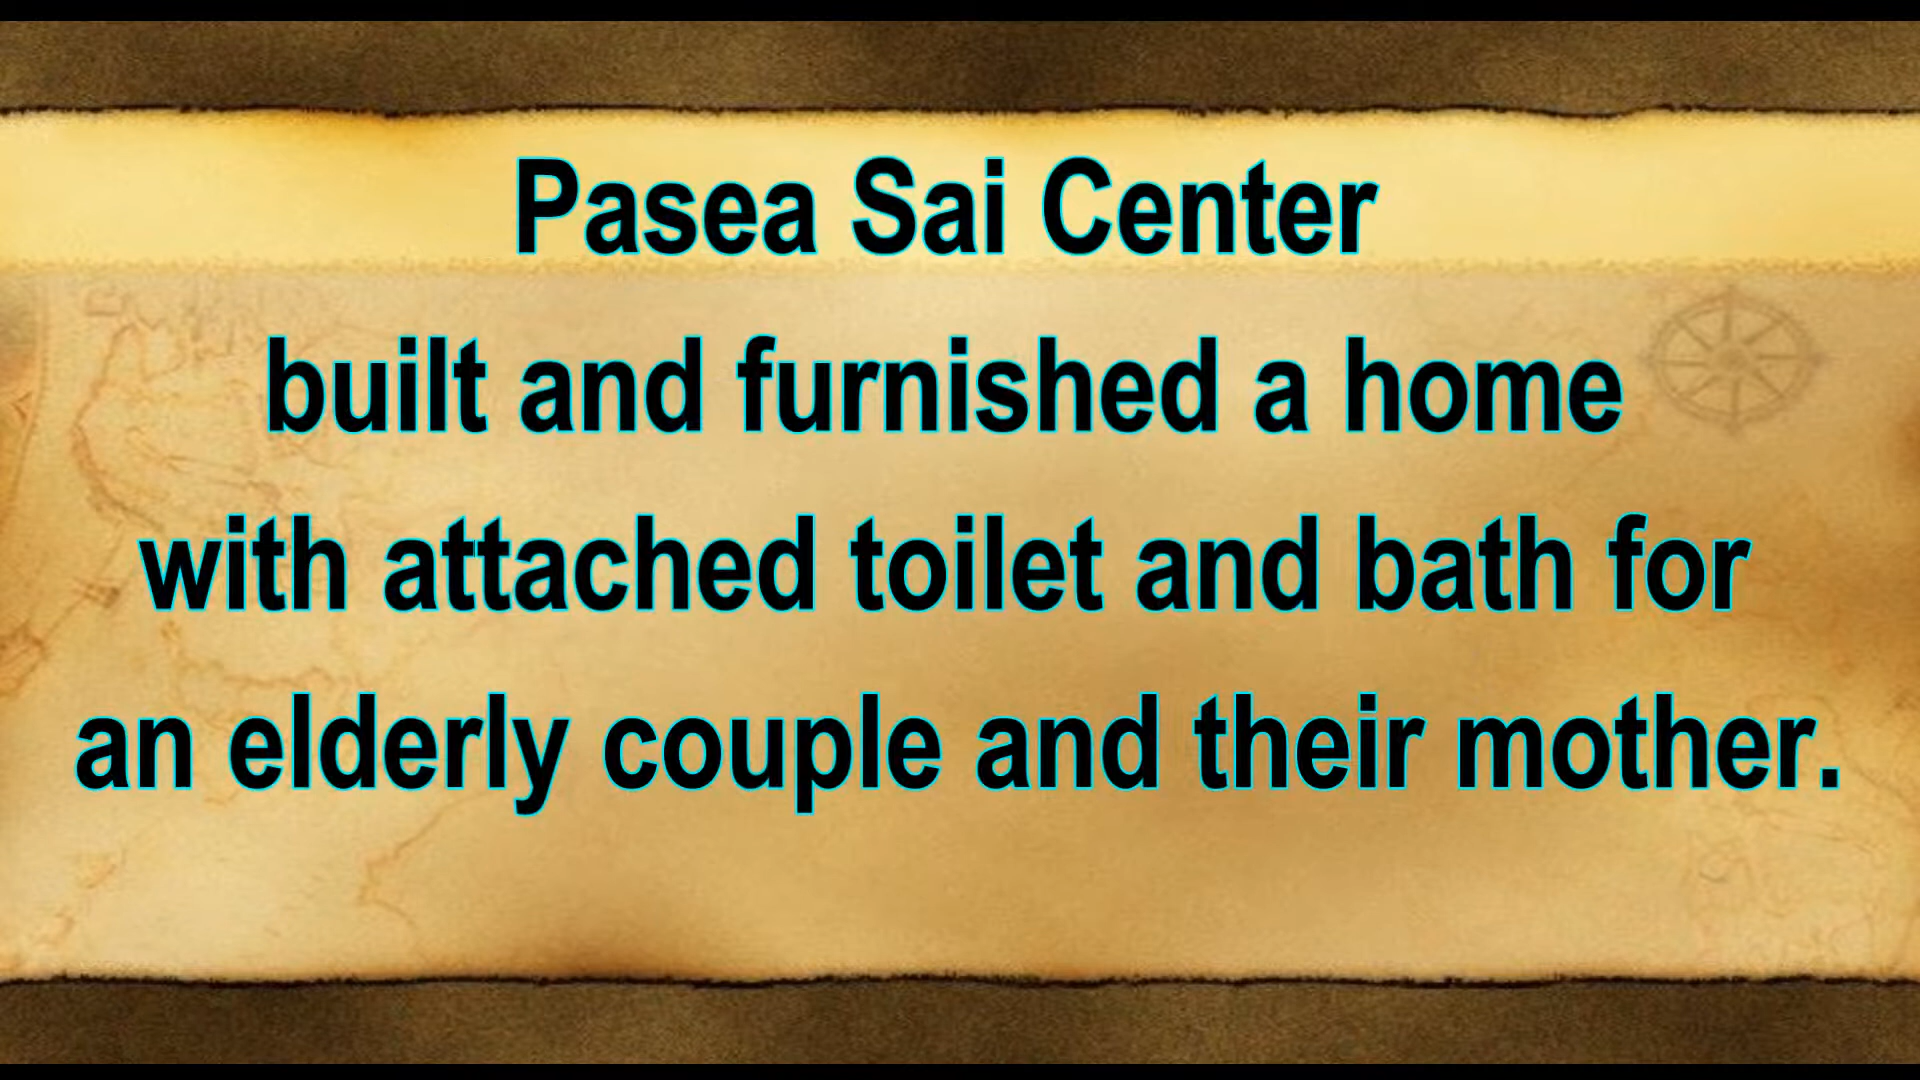 Pasea Sai Center
built and furnished a home
with attached toilet and bath for
an elderly couple and their mother.